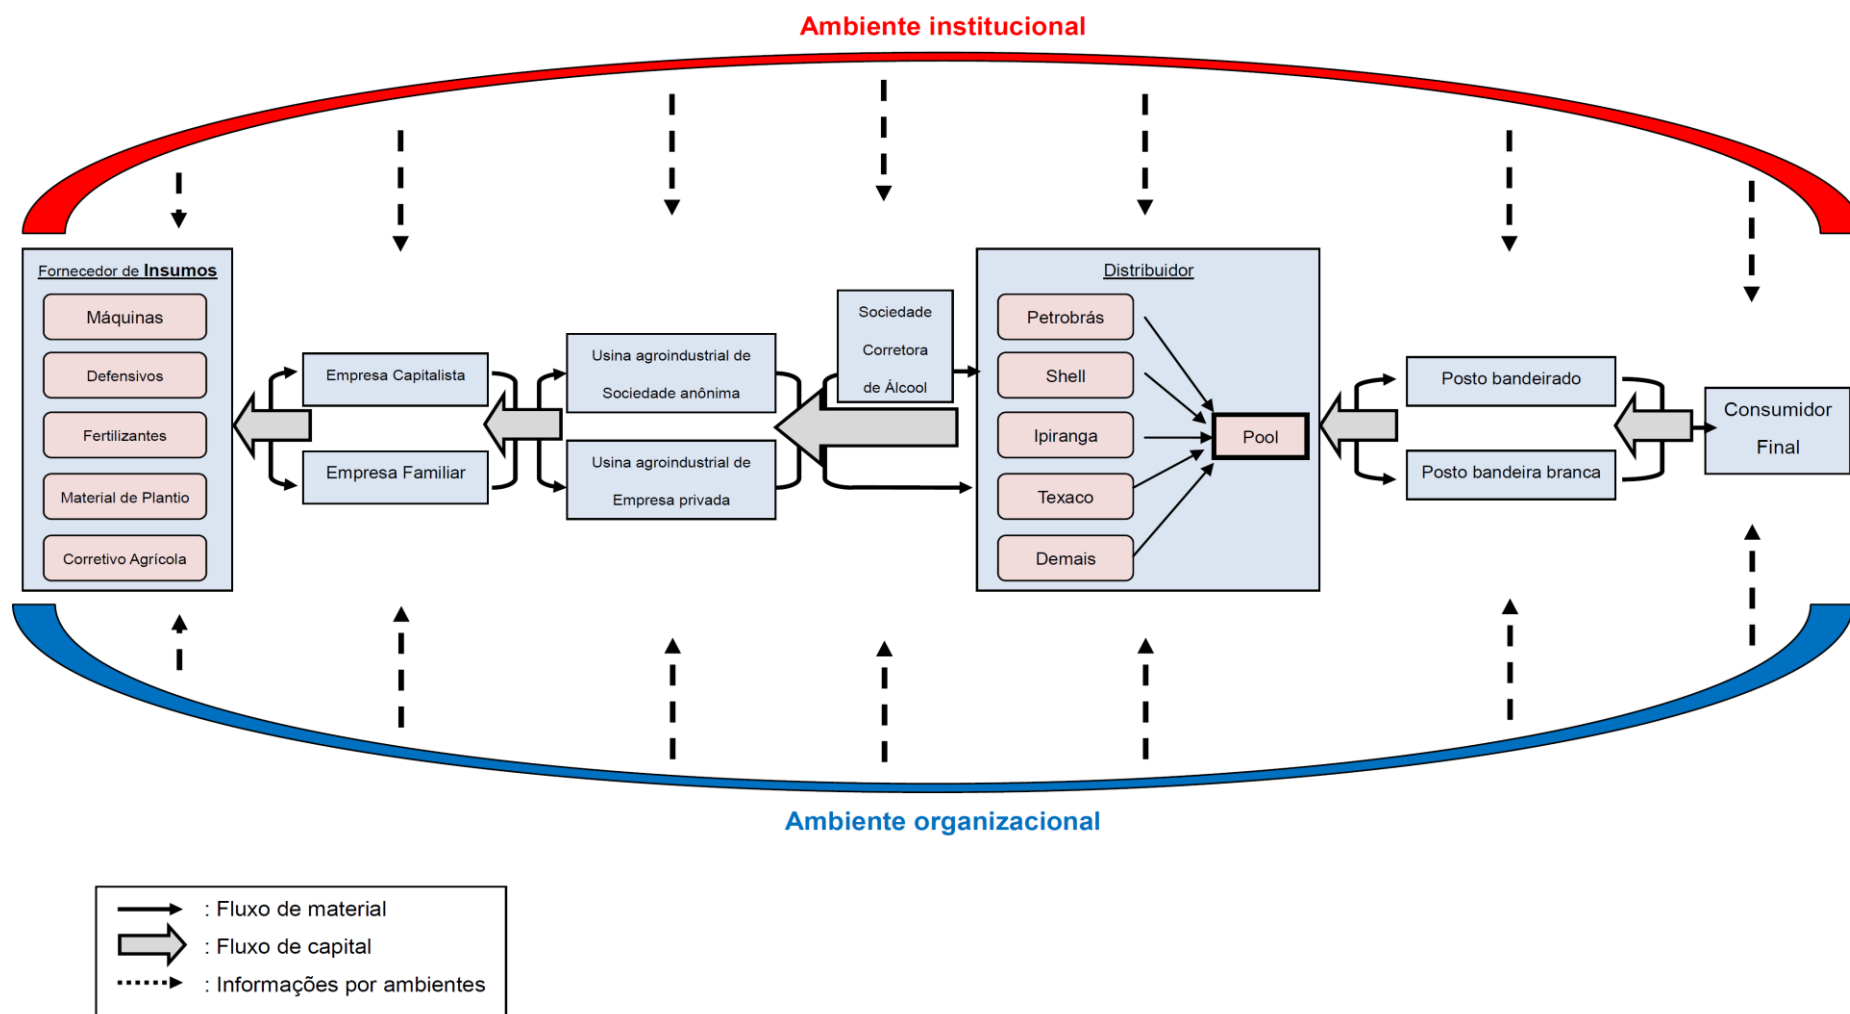 Ambiente institucional
Fornecedor de Insumos
Máquinas
Defensivos
Fertilizantes
Material de Plantio
Corretivo Agrícola
Empresa Capitalista
Empresa Familiar
Usina agroindustrial de
Sociedade anônima
Usina agroindustrial de
Empresa privada
Sociedade
Corretora
de Álcool
Distribuidor
Petrobrás
Shell
Ipiranga
Texaco
Demais
Pool
Posto bandeirado
Posto bandeira branca
Consumidor
Final
Ambiente organizacional
: Fluxo de material
: Fluxo de capital
: Informações por ambientes